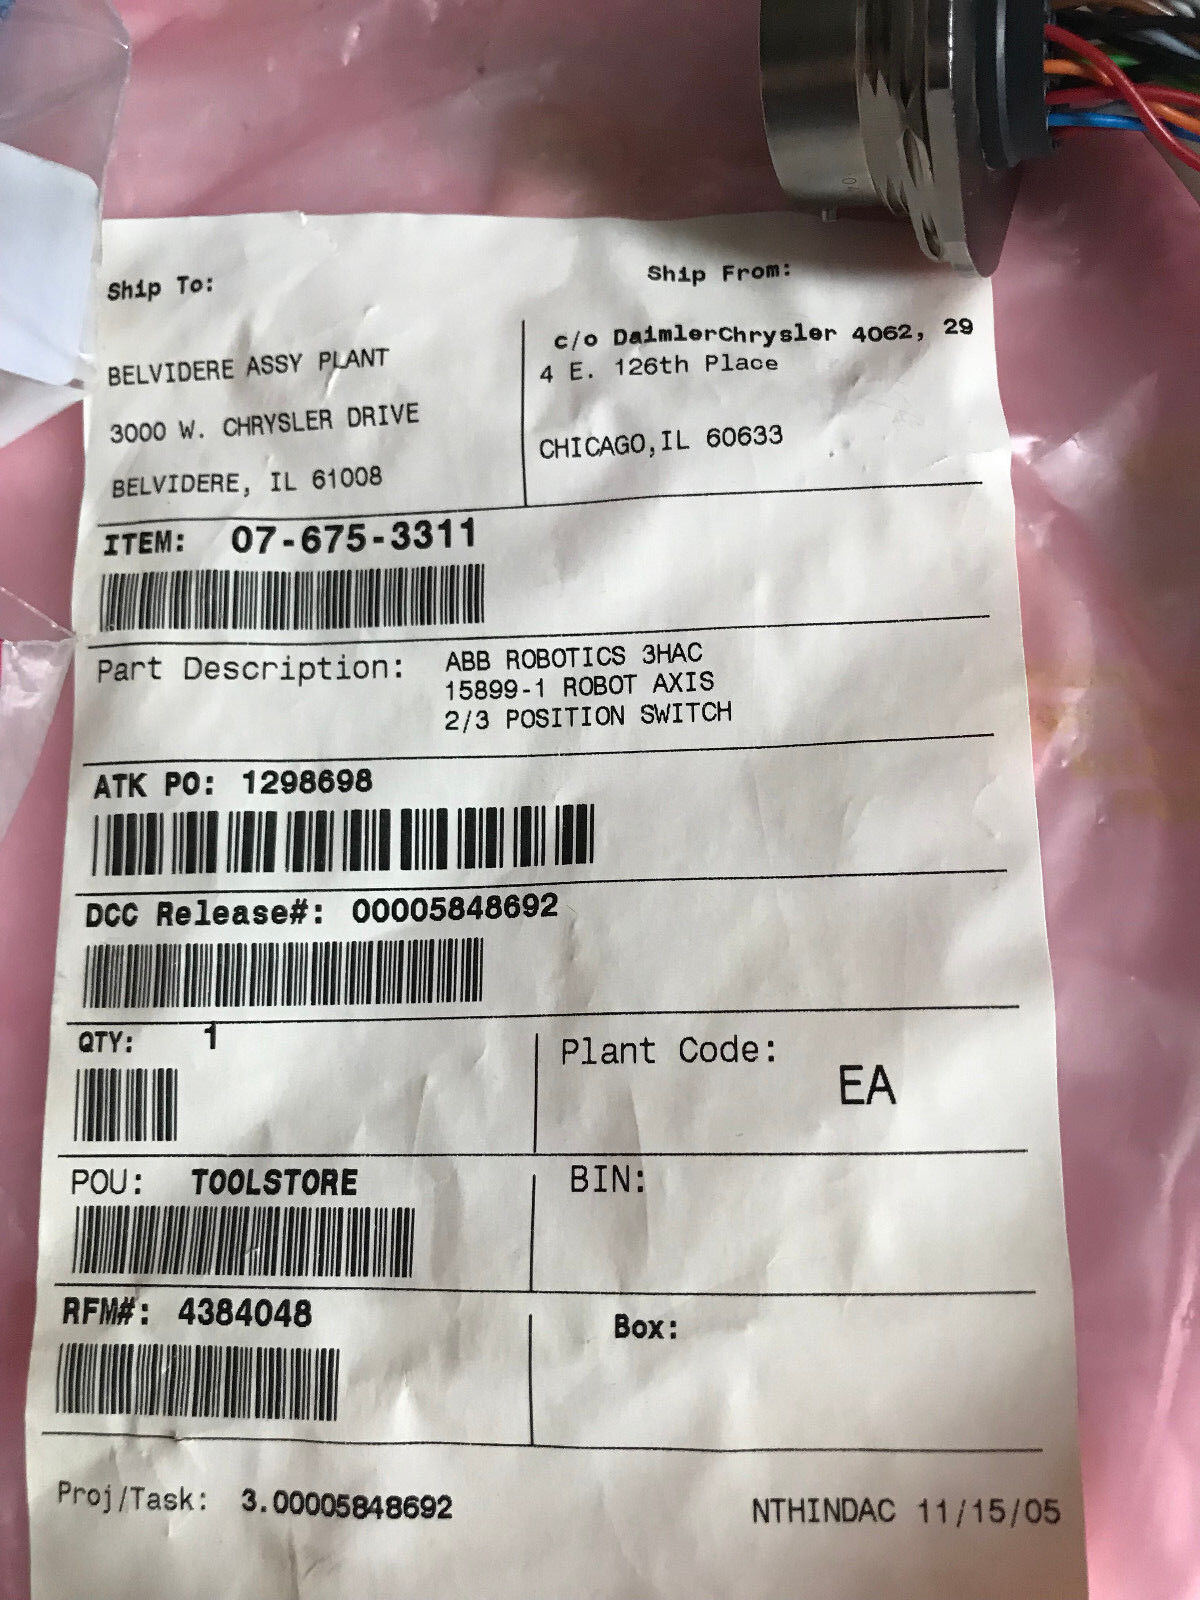 Ship To:
Ship From:
BELVIDERE ASSY PLANT
3000 W. CHRYSLER DRIVE
BELVIDERE, IL 61008
c/o DaimlerChrysler 4062, 29
4 E. 126th Place
CHICAGO,IL 60633
ITEM: 07-675-3311
Part Description: ABB ROBOTICS 3HAC
15899-1 ROBOT AXIS
2/3 POSITION SWITCH
ATK PO: 1298698
DCC Release#: 00005848692
QTY: 1
Plant Code:
EA
POU: TOOLSTORE
BIN:
RFM#: 4384048
Box:
Proj/Task: 3.00005848692
NTHINDAC 11/15/05